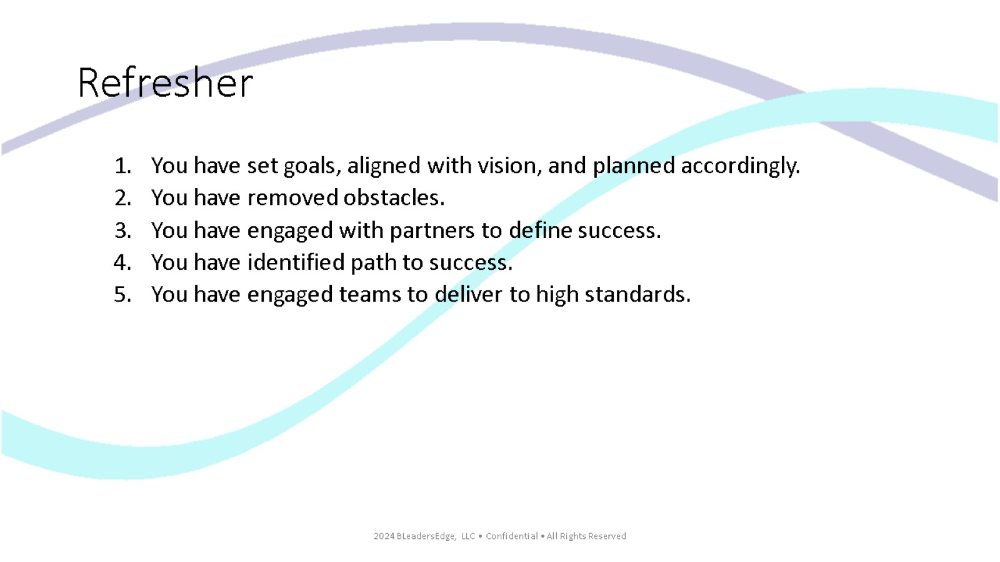 Refresher
1. You have set goals, aligned with vision, and planned accordingly.
2. You have removed obstacles.
3. You have engaged with partners to define success.
4. You have identified path to success.
5. You have engaged teams to deliver to high standards.
2024 BLeadersEdge, LLC • Confidential • All Rights Reserved